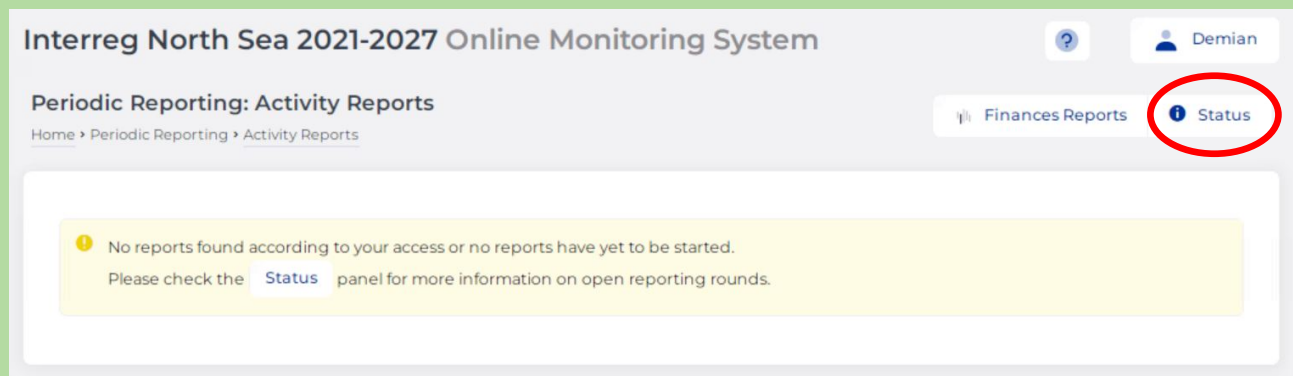 Interreg North Sea 2021-2027 Online Monitoring System
?
Demian
Periodic Reporting: Activity Reports
Home › Periodic Reporting › Activity Reports
Finances Reports
Status
No reports found according to your access or no reports have yet to be started.
Please check the Status panel for more information on open reporting rounds.